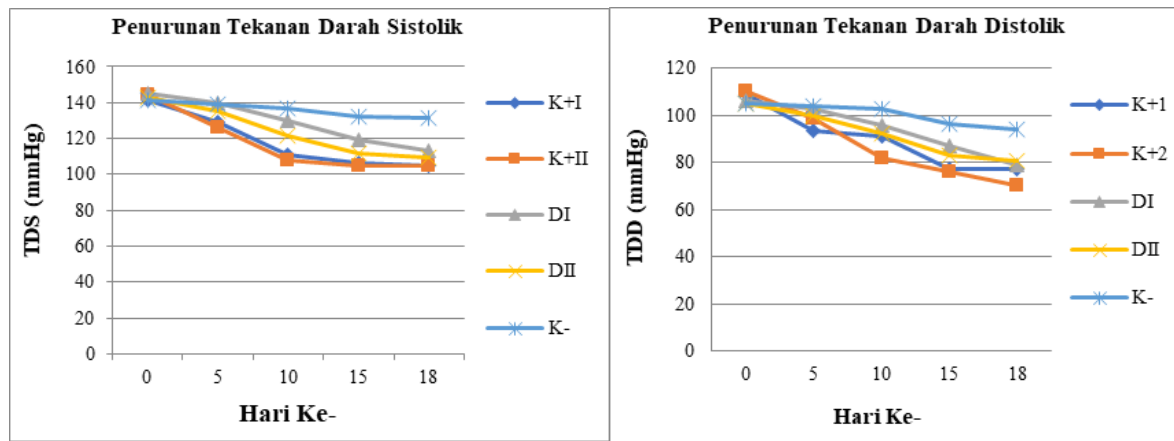 Penurunan Tekanan Darah Sistolik
TDS (mmHg)
160
140
120
100
80
60
40
20
0
0 5 10 15 18
Hari Ke-
K+I
K+II
DI
DII
K-
Penurunan Tekanan Darah Distolik
TDD (mmHg)
120
100
80
60
40
20
0
0 5 10 15 18
Hari Ke-
K+1
K+2
DI
DII
K-